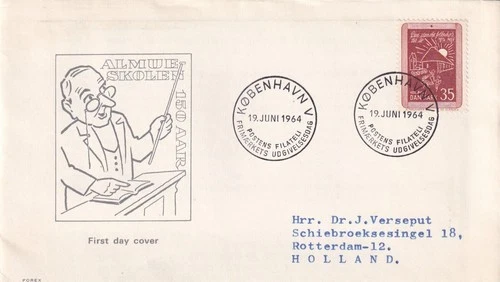 ALMUE
SKOLEN
150 AAR
First day cover
FOREX
KØBENHAVN V
19. JUNI 1964
POSTENS FILATELI
FRIMÆRKETS UDGIVELSESDAG
KØBENHAVN V
19. JUNI 1964
POSTENS FILATELI
FRIMÆRKETS UDGIVELSESDAG
DANMARK
35
Hrr. Dr.J.Verseput
Schiebroeksesingel 18,
Rotterdam-12.
HOLLAND.